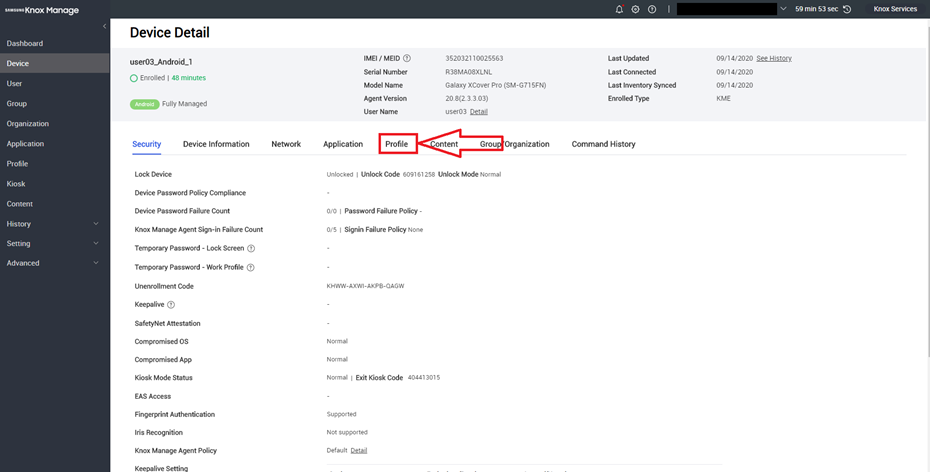 SAMSUNG Knox Manage
59 min 53 sec
Knox Services
Dashboard
Device
User
Group
Organization
Application
Profile
Kiosk
Content
History
Setting
Advanced
Device Detail
user03_Android_1
Enrolled | 48 minutes
Android Fully Managed
IMEI / MEID ? 352032110025563
Serial Number R38MA08XLNL
Model Name Galaxy XCover Pro (SM-G715FN)
Agent Version 20.8(2.3.3.03)
User Name user03 Detail
Last Updated 09/14/2020 See History
Last Connected 09/14/2020
Last Inventory Synced 09/14/2020
Enrolled Type KME
Security Device Information Network Application Profile Content Group/Organization Command History
Lock Device Unlocked | Unlock Code 609161258 Unlock Mode Normal
Device Password Policy Compliance -
Device Password Failure Count 0/0 | Password Failure Policy -
Knox Manage Agent Sign-in Failure Count 0/5 | Signin Failure Policy None
Temporary Password - Lock Screen ? -
Temporary Password - Work Profile ? -
Unenrollment Code KHWW-AXWI-AKPB-QAGW
Keepalive ? -
SafetyNet Attestation -
Compromised OS Normal
Compromised App Normal
Kiosk Mode Status Normal | Exit Kiosk Code 404413015
EAS Access -
Fingerprint Authentication Supported
Iris Recognition Not supported
Knox Manage Agent Policy Default Detail
Keepalive Setting